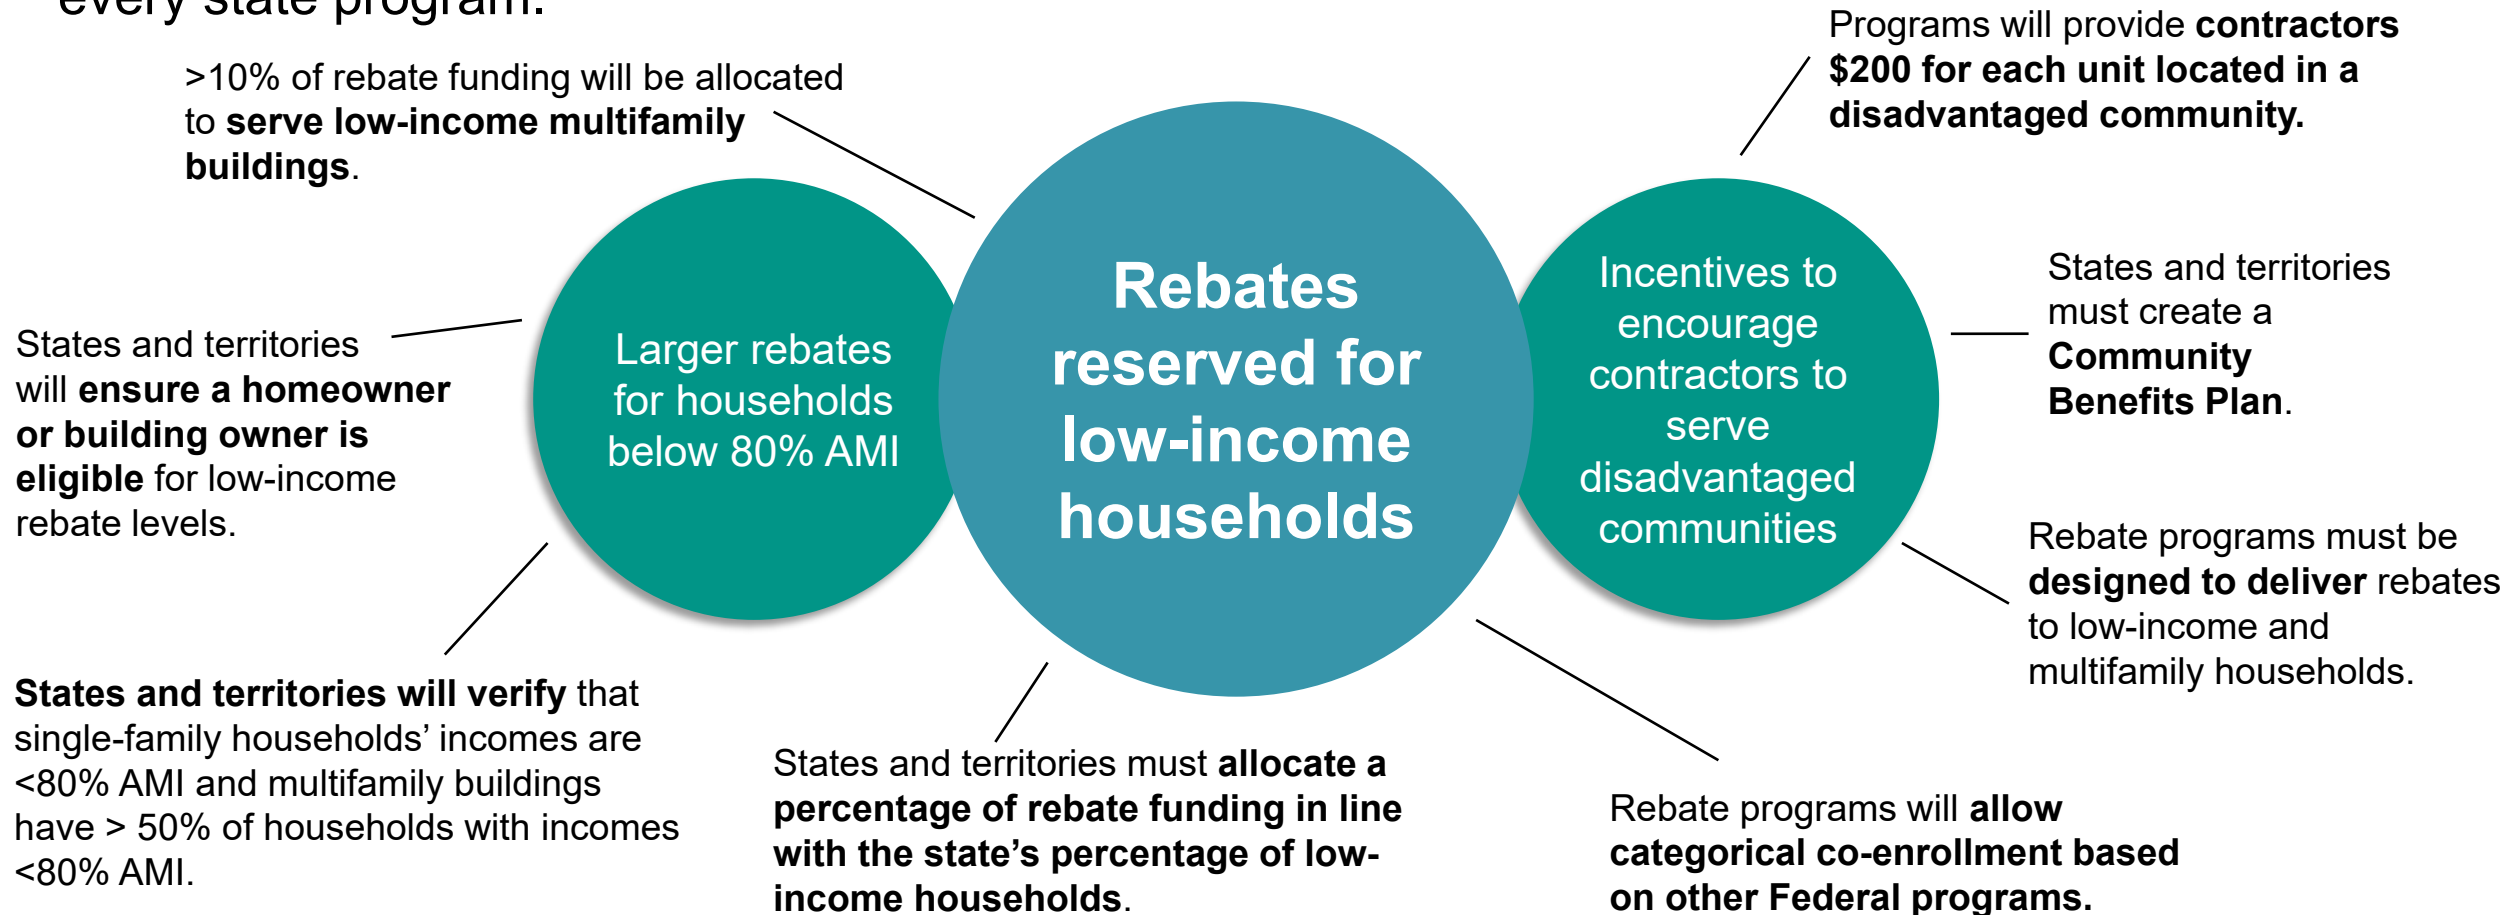 every state program.
>10% of rebate funding will be allocated
to serve low-income multifamily
buildings.
Programs will provide contractors
$200 for each unit located in a
disadvantaged community.
States and territories
will ensure a homeowner
or building owner is
eligible for low-income
rebate levels.
Larger rebates
for households
below 80% AMI
Rebates
reserved for
low-income
households
Incentives to
encourage
contractors to
serve
disadvantaged
communities
States and territories
must create a
Community
Benefits Plan.
Rebate programs must be
designed to deliver rebates
to low-income and
multifamily households.
States and territories will verify that
single-family households’ incomes are
<80% AMI and multifamily buildings
have > 50% of households with incomes
<80% AMI.
States and territories must allocate a
percentage of rebate funding in line
with the state’s percentage of low-
income households.
Rebate programs will allow
categorical co-enrollment based
on other Federal programs.